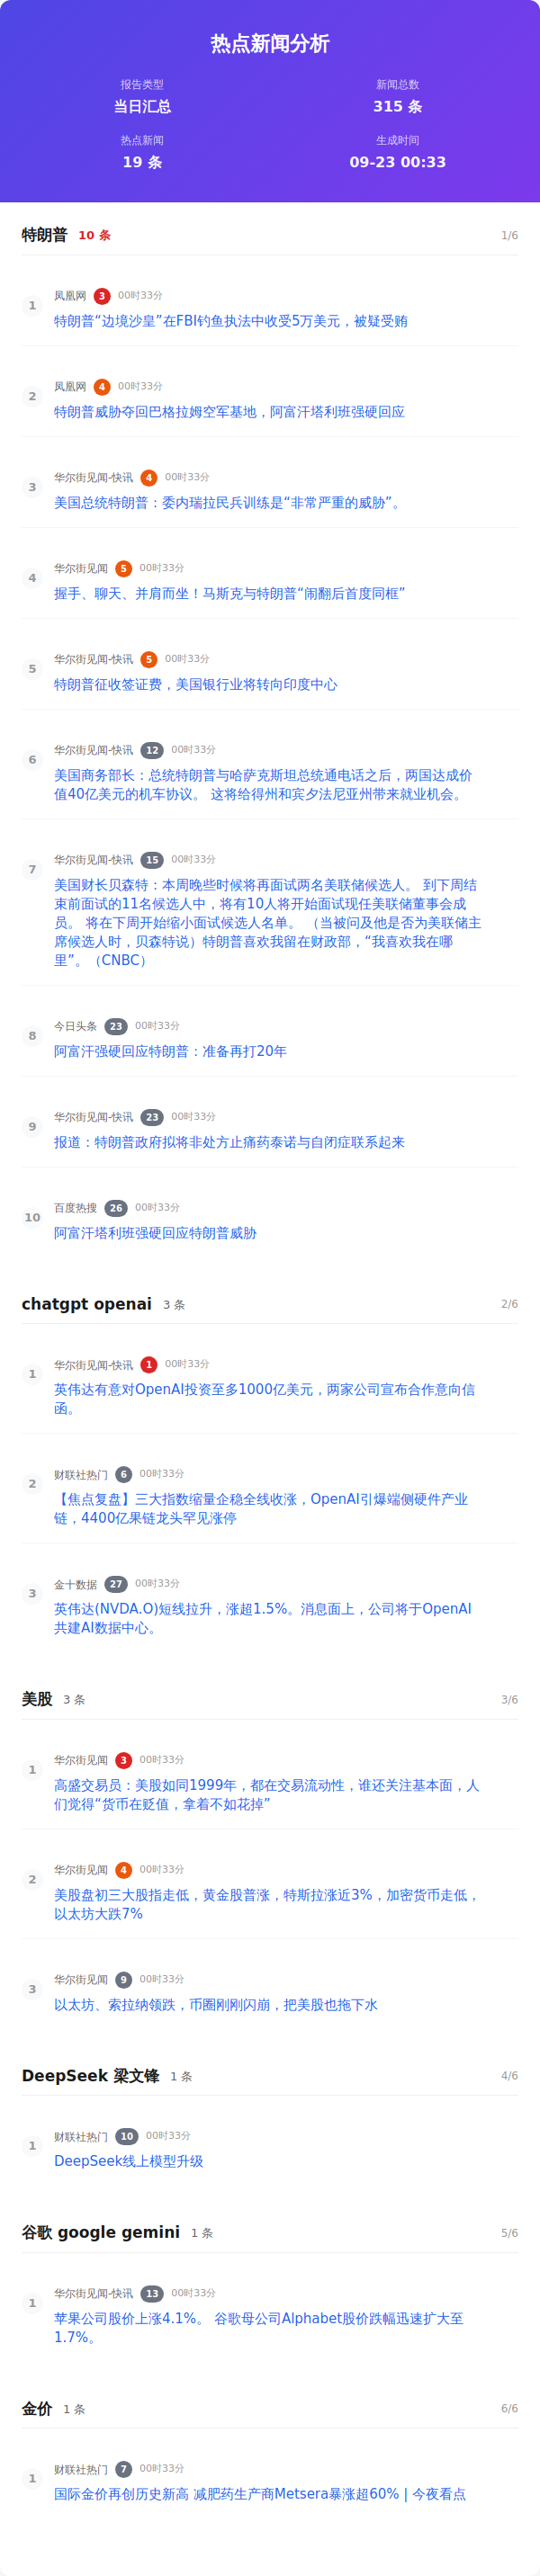 热点新闻分析
报告类型
当日汇总
新闻总数
315 条
热点新闻
19 条
生成时间
09-23 00:33
特朗普 10 条 1/6
1
凤凰网 3 00时33分
特朗普“边境沙皇”在FBI钓鱼执法中收受5万美元，被疑受贿
2
凤凰网 4 00时33分
特朗普威胁夺回巴格拉姆空军基地，阿富汗塔利班强硬回应
3
华尔街见闻-快讯 4 00时33分
美国总统特朗普：委内瑞拉民兵训练是“非常严重的威胁”。
4
华尔街见闻 5 00时33分
握手、聊天、并肩而坐！马斯克与特朗普“闹翻后首度同框”
5
华尔街见闻-快讯 5 00时33分
特朗普征收签证费，美国银行业将转向印度中心
6
华尔街见闻-快讯 12 00时33分
美国商务部长：总统特朗普与哈萨克斯坦总统通电话之后，两国达成价
值40亿美元的机车协议。 这将给得州和宾夕法尼亚州带来就业机会。
7
华尔街见闻-快讯 15 00时33分
美国财长贝森特：本周晚些时候将再面试两名美联储候选人。 到下周结
束前面试的11名候选人中，将有10人将开始面试现任美联储董事会成
员。 将在下周开始缩小面试候选人名单。 （当被问及他是否为美联储主
席候选人时，贝森特说）特朗普喜欢我留在财政部，“我喜欢我在哪
里”。（CNBC）
8
今日头条 23 00时33分
阿富汗强硬回应特朗普：准备再打20年
9
华尔街见闻-快讯 23 00时33分
报道：特朗普政府拟将非处方止痛药泰诺与自闭症联系起来
10
百度热搜 26 00时33分
阿富汗塔利班强硬回应特朗普威胁
chatgpt openai 3 条 2/6
1
华尔街见闻-快讯 1 00时33分
英伟达有意对OpenAI投资至多1000亿美元，两家公司宣布合作意向信
函。
2
财联社热门 6 00时33分
【焦点复盘】三大指数缩量企稳全线收涨，OpenAI引爆端侧硬件产业
链，4400亿果链龙头罕见涨停
3
金十数据 27 00时33分
英伟达(NVDA.O)短线拉升，涨超1.5%。消息面上，公司将于OpenAI
共建AI数据中心。
美股 3 条 3/6
1
华尔街见闻 3 00时33分
高盛交易员：美股如同1999年，都在交易流动性，谁还关注基本面，人
们觉得“货币在贬值，拿着不如花掉”
2
华尔街见闻 4 00时33分
美股盘初三大股指走低，黄金股普涨，特斯拉涨近3%，加密货币走低，
以太坊大跌7%
3
华尔街见闻 9 00时33分
以太坊、索拉纳领跌，币圈刚刚闪崩，把美股也拖下水
DeepSeek 梁文锋 1 条 4/6
1
财联社热门 10 00时33分
DeepSeek线上模型升级
谷歌 google gemini 1 条 5/6
1
华尔街见闻-快讯 13 00时33分
苹果公司股价上涨4.1%。 谷歌母公司Alphabet股价跌幅迅速扩大至
1.7%。
金价 1 条 6/6
1
财联社热门 7 00时33分
国际金价再创历史新高 减肥药生产商Metsera暴涨超60% | 今夜看点